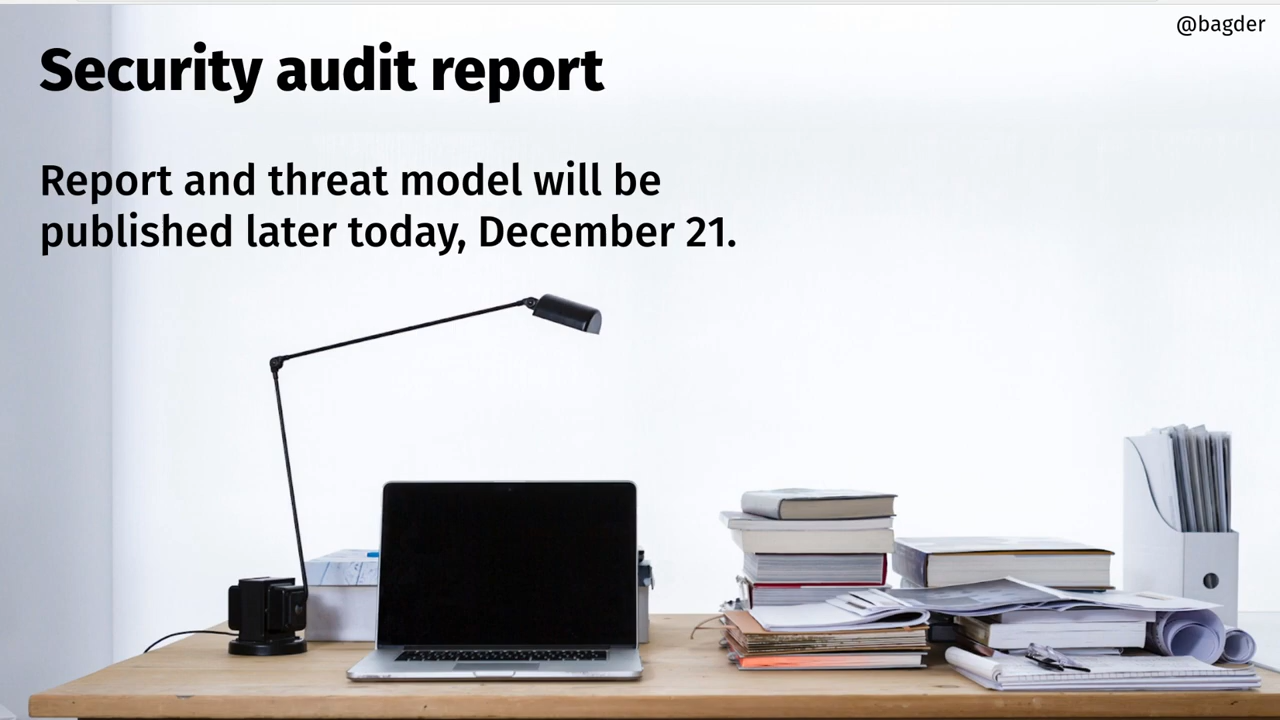 @bagder
Security audit report
Report and threat model will be
published later today, December 21.